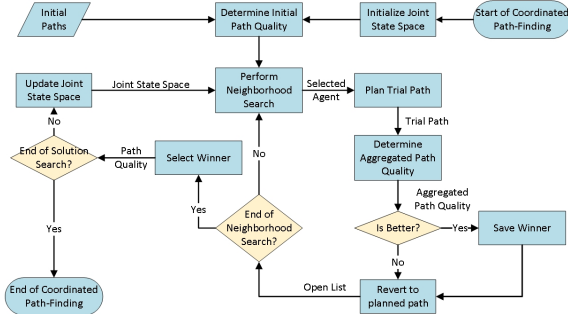 Initial
Paths
Determine Initial
Path Quality
Initialize Joint
State Space
Start of Coordinated
Path-Finding
Update Joint
State Space
Joint State Space
Perform
Neighborhood
Search
Selected
Agent
Plan Trial Path
Trial Path
No
End of Solution
Search?
Path
Quality
Select Winner
No
Determine
Aggregated Path
Quality
Aggregated
Path Quality
Yes
Yes
End of
Neighborhood
Search?
Is Better?
Yes
Save Winner
No
End of Coordinated
Path-Finding
Open List
Revert to
planned path